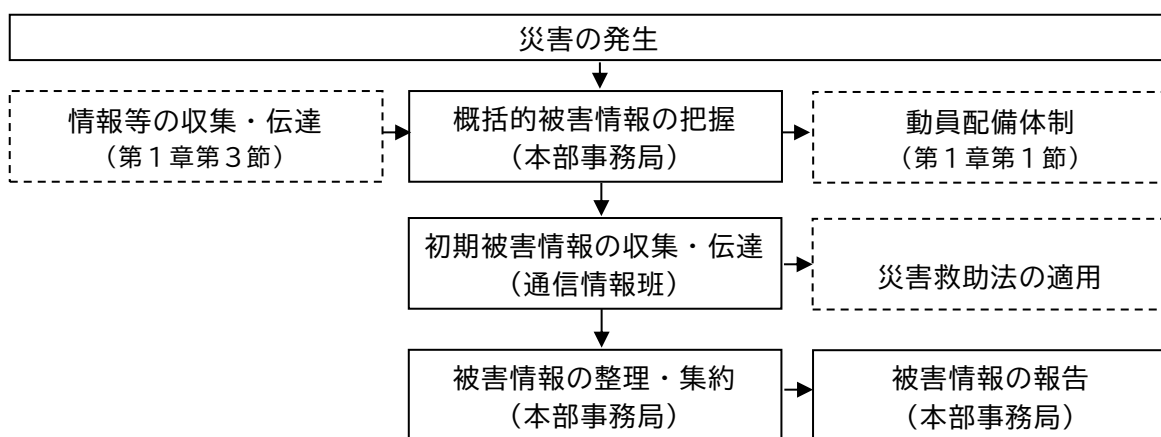 災害の発生
情報等の収集・伝達
（第１章第３節）
概括的被害情報の把握
（本部事務局）
動員配備体制
（第１章第１節）
初期被害情報の収集・伝達
（通信情報班）
災害救助法の適用
被害情報の整理・集約
（本部事務局）
被害情報の報告
（本部事務局）